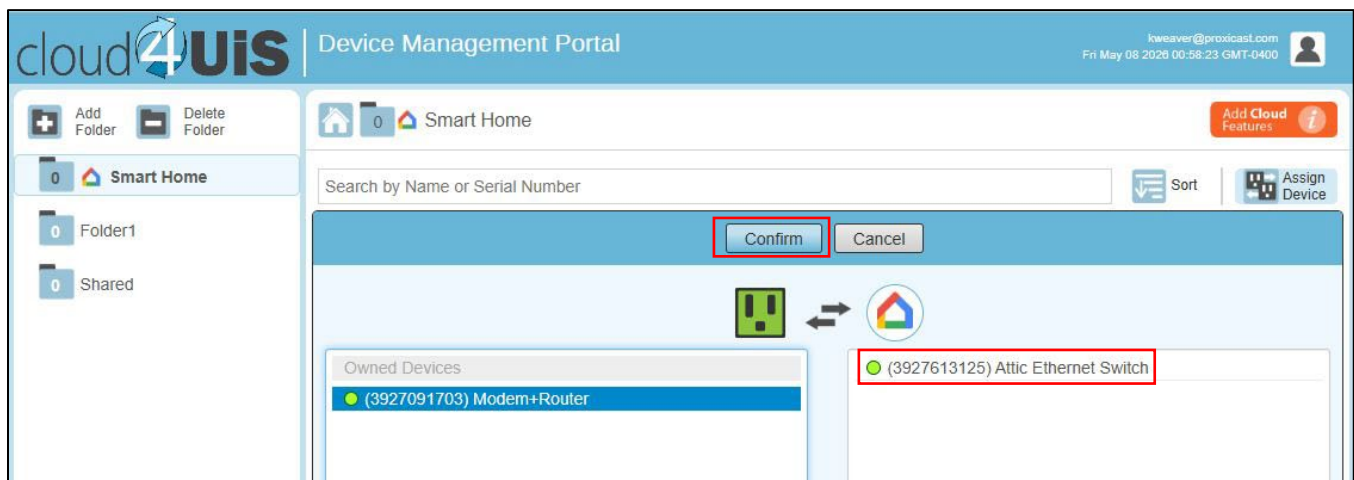 cloud4UiS
Device Management Portal
kweaver@proxicast.com
Fri May 08 2026 00:58:23 GMT-0400
Add
Folder
Delete
Folder
0 Smart Home
0 Folder1
0 Shared
0 Smart Home
Add Cloud
Features
i
Search by Name or Serial Number
Sort
Assign
Device
Confirm
Cancel
Owned Devices
(3927091703) Modem+Router
(3927613125) Attic Ethernet Switch